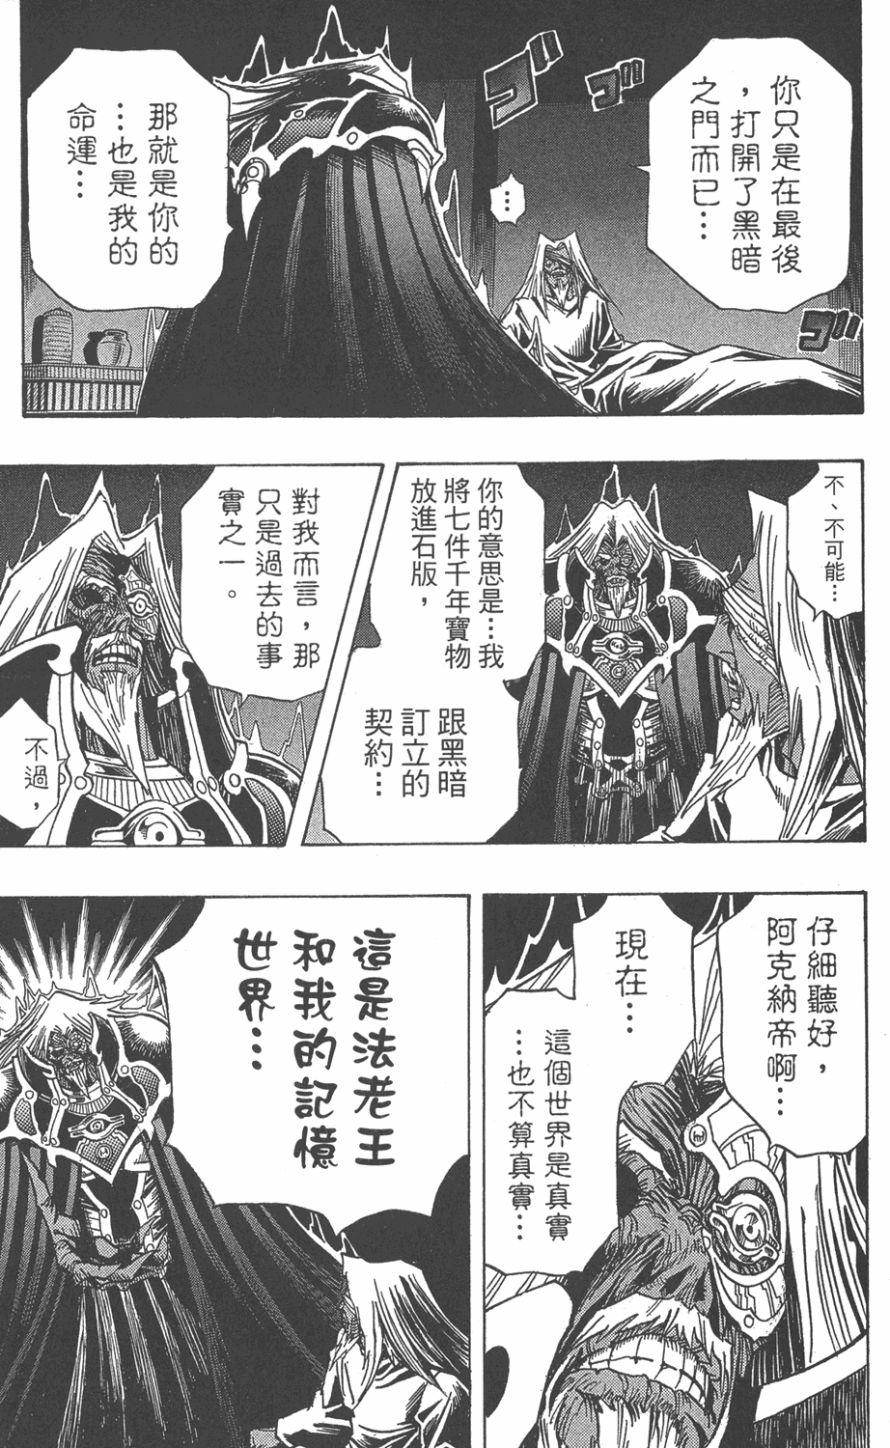 你只是在最後
，打開了黑暗
之門而已…
ゴ
ゴ
ゴ
…
那就是你的
…也是我的
命運…
不、不可能…
你的意思是…我
將七件千年寶物
放進石版，
跟黑暗
訂立的
契約…
對我而言，那
只是過去的事
實之一。
不過，
仔細聽好，
阿克納帝啊…
現在…
這個世界是真實
…也不算真實…
這是法老王
和我的記憶
世界…